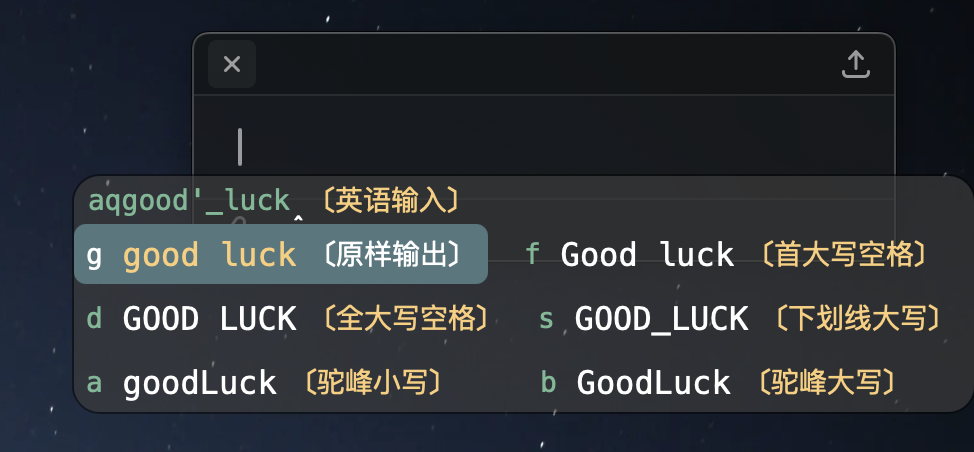 aqgood'_luck 〔英语输入〕
g good luck〔原样输出〕 f Good luck 〔首大写空格〕
d GOOD LUCK 〔全大写空格〕 s GOOD_LUCK 〔下划线大写〕
a goodLuck 〔驼峰小写〕 b GoodLuck 〔驼峰大写〕